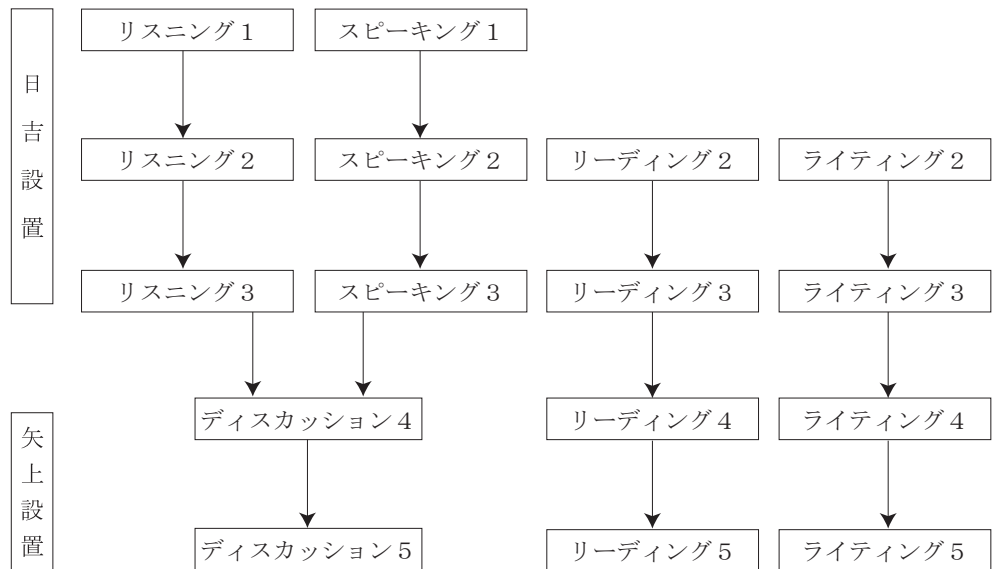 日吉設置
リスニング１
スピーキング１
リスニング２
スピーキング２
リーディング２
ライティング２
リスニング３
スピーキング３
リーディング３
ライティング３
矢上設置
ディスカッション４
リーディング４
ライティング４
ディスカッション５
リーディング５
ライティング５